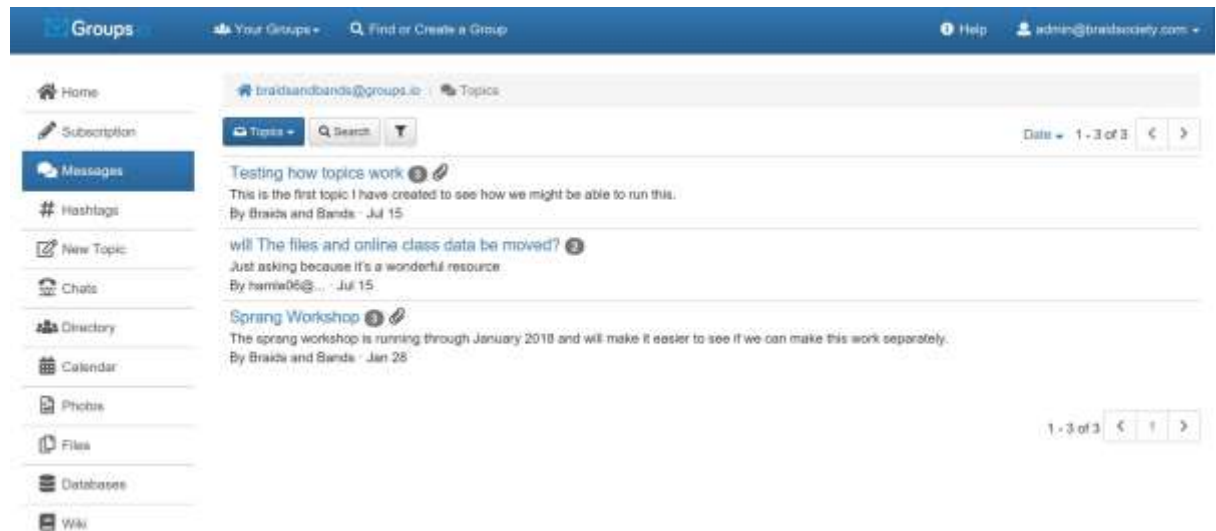 Groups.io
Your Groups
Find or Create a Group
Help
admin@braidsociety.com
Home
Subscription
Messages
Hashtags
New Topic
Chats
Directory
Calendar
Photos
Files
Databases
Wiki
braidsandbands@groups.io
Topics
Topics
Search
Date
1 - 3 of 3
Testing how topics work 3
This is the first topic I have created to see how we might be able to run this.
By Braids and Bands · Jul 15
will The files and online class data be moved? 2
Just asking because it's a wonderful resource
By ... · Jul 15
Sprang Workshop 3
The sprang workshop is running through January 2018 and will make it easier to see if we can make this work separately.
By Braids and Bands · Jan 28
1 - 3 of 3
1